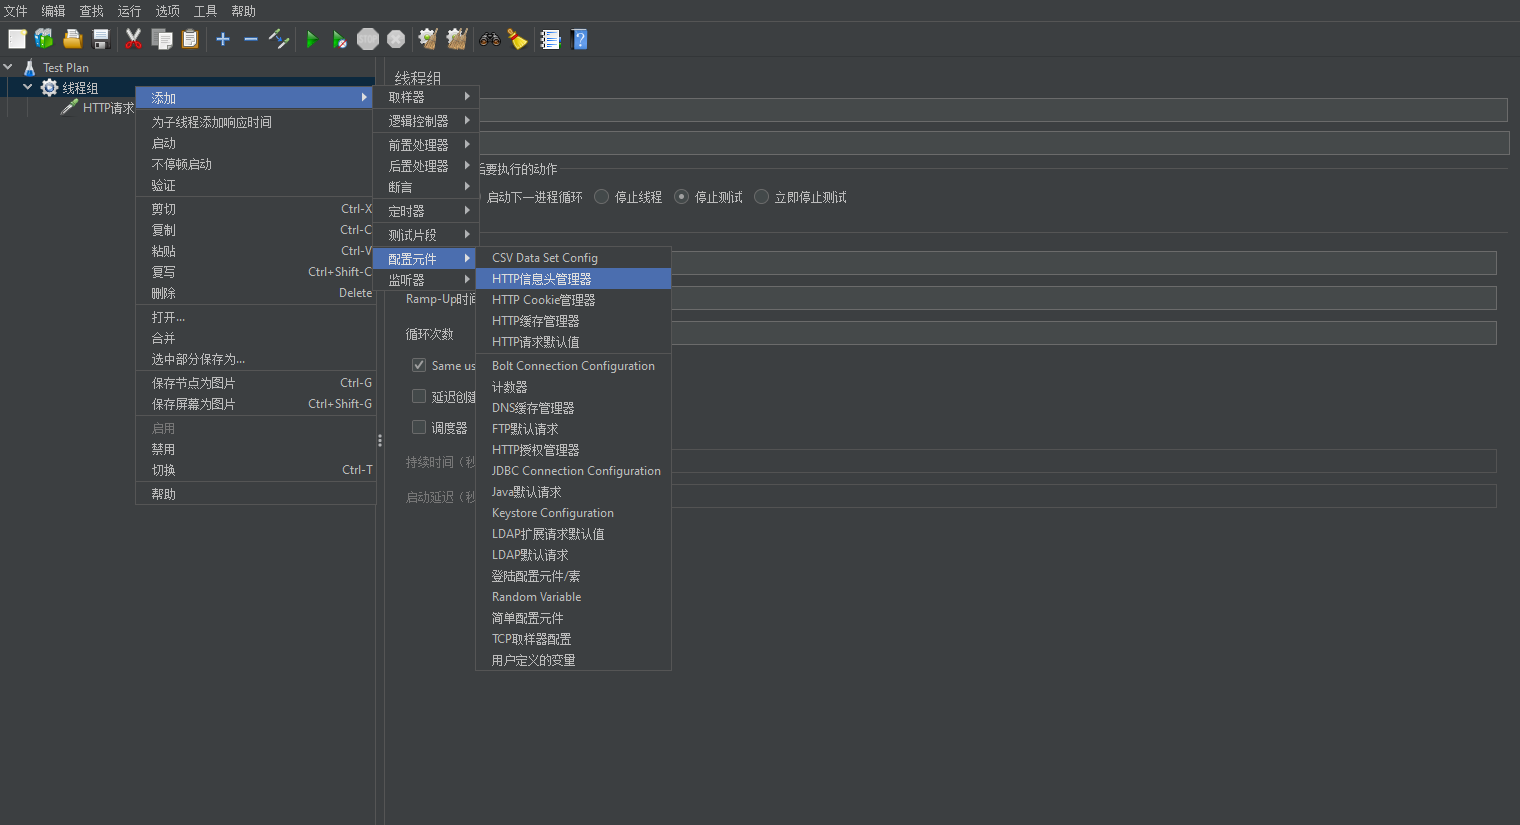 文件 编辑 查找 运行 选项 工具 帮助
Test Plan
线程组
HTTP请求
添加
为子线程添加响应时间
启动
不停顿启动
验证
剪切 Ctrl-X
复制 Ctrl-C
粘贴 Ctrl-V
复写 Ctrl+Shift-C
删除 Delete
打开...
合并
选中部分保存为...
保存节点为图片 Ctrl-G
保存屏幕为图片 Ctrl+Shift-G
启用
禁用
切换 Ctrl-T
帮助
取样器
逻辑控制器
前置处理器
后置处理器
断言
定时器
测试片段
配置元件
监听器
CSV Data Set Config
HTTP信息头管理器
HTTP Cookie管理器
HTTP缓存管理器
HTTP请求默认值
Bolt Connection Configuration
计数器
DNS缓存管理器
FTP默认请求
HTTP授权管理器
JDBC Connection Configuration
Java默认请求
Keystore Configuration
LDAP扩展请求默认值
LDAP默认请求
登陆配置元件/素
Random Variable
简单配置元件
TCP取样器配置
用户定义的变量
线程组
后要执行的动作
启动下一进程循环 停止线程 停止测试 立即停止测试
Ramp-Up时间
循环次数
Same us
延迟创建
调度器
持续时间（秒
启动延迟（秒